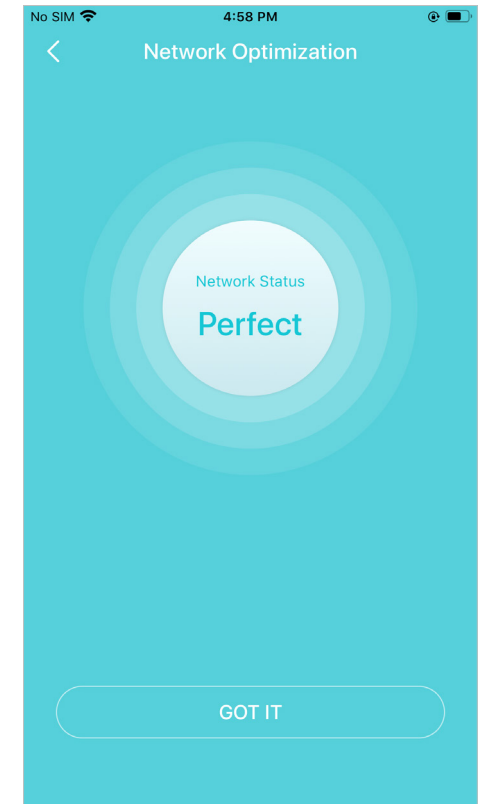 No SIM 4:58 PM
Network Optimization
Network Status
Perfect
GOT IT